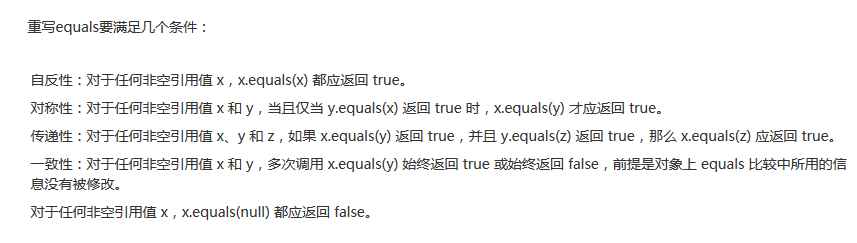 重写equals要满足几个条件：
自反性：对于任何非空引用值 x，x.equals(x) 都应返回 true。
对称性：对于任何非空引用值 x 和 y，当且仅当 y.equals(x) 返回 true 时，x.equals(y) 才应返回 true。
传递性：对于任何非空引用值 x、y 和 z，如果 x.equals(y) 返回 true，并且 y.equals(z) 返回 true，那么 x.equals(z) 应返回 true。
一致性：对于任何非空引用值 x 和 y，多次调用 x.equals(y) 始终返回 true 或始终返回 false，前提是对象上 equals 比较中所用的信
息没有被修改。
对于任何非空引用值 x，x.equals(null) 都应返回 false。